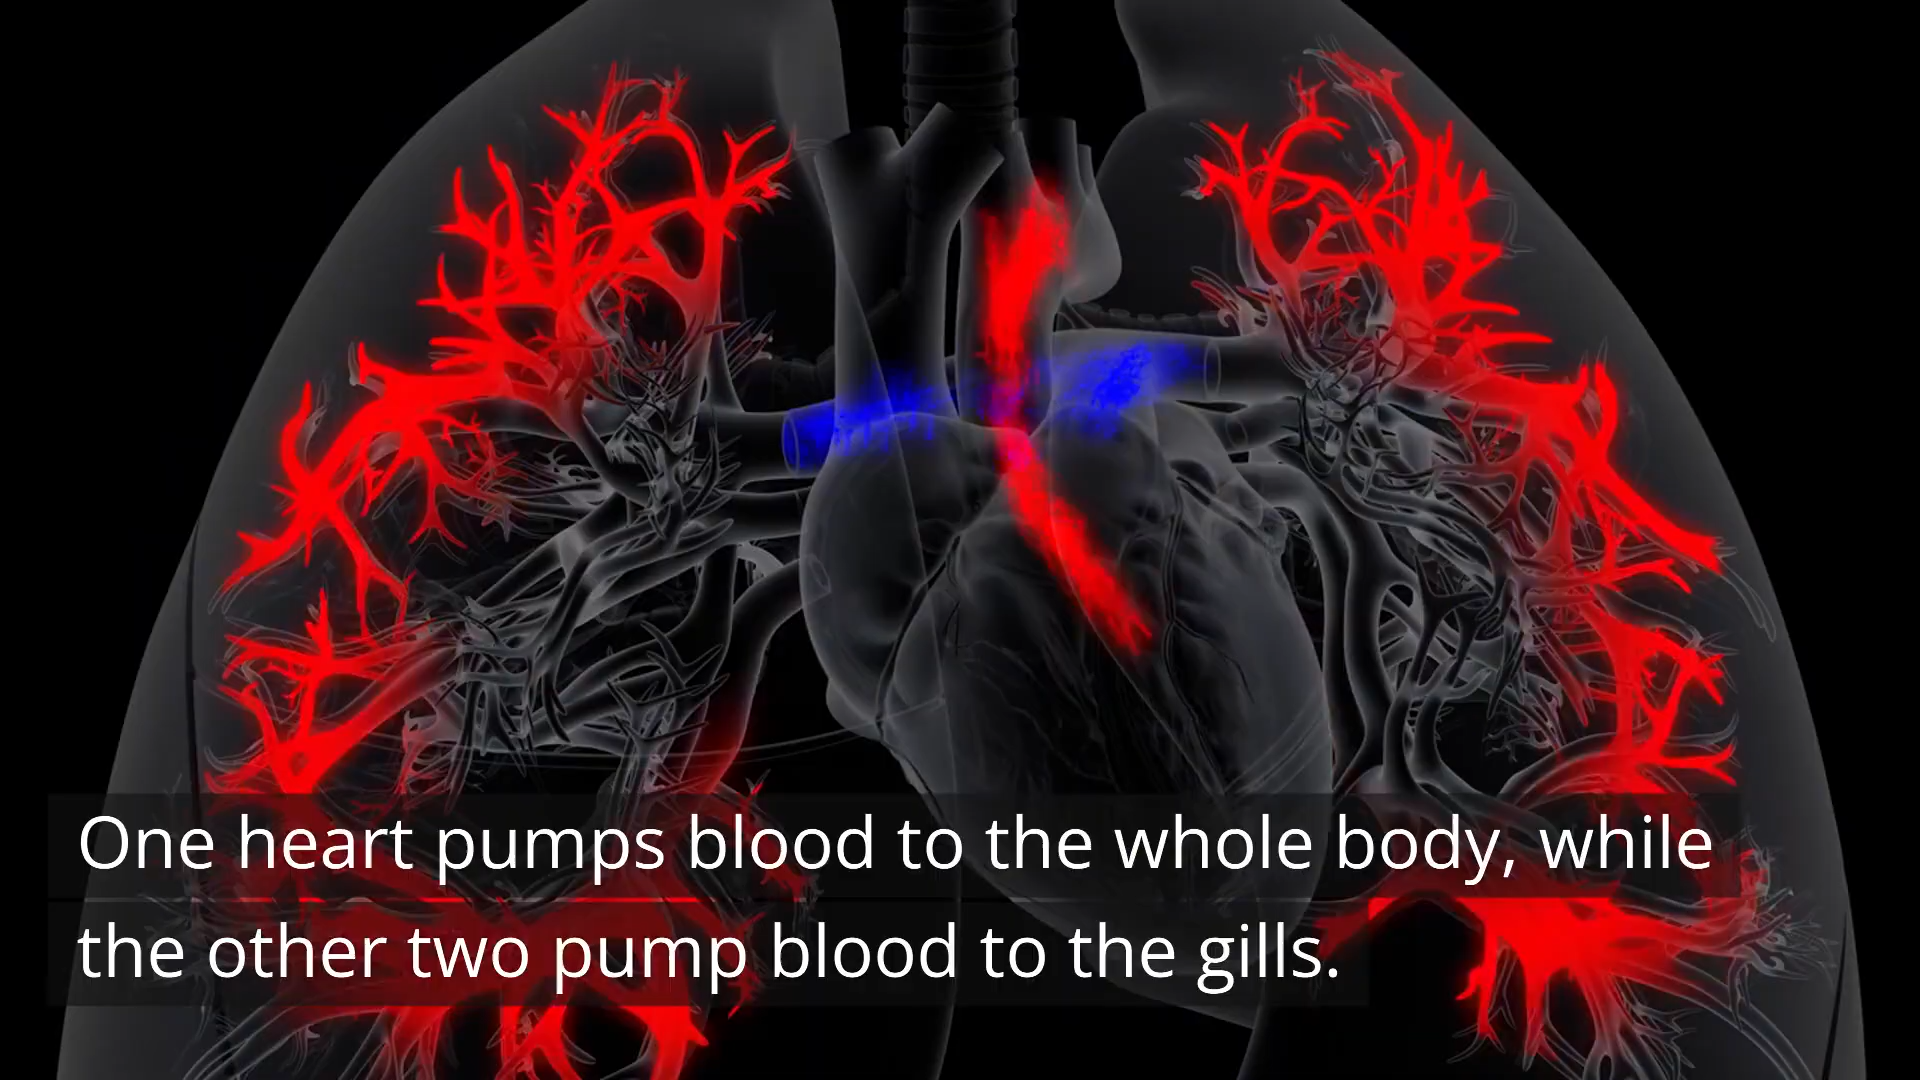 One heart pumps blood to the whole body, while
the other two pump blood to the gills.